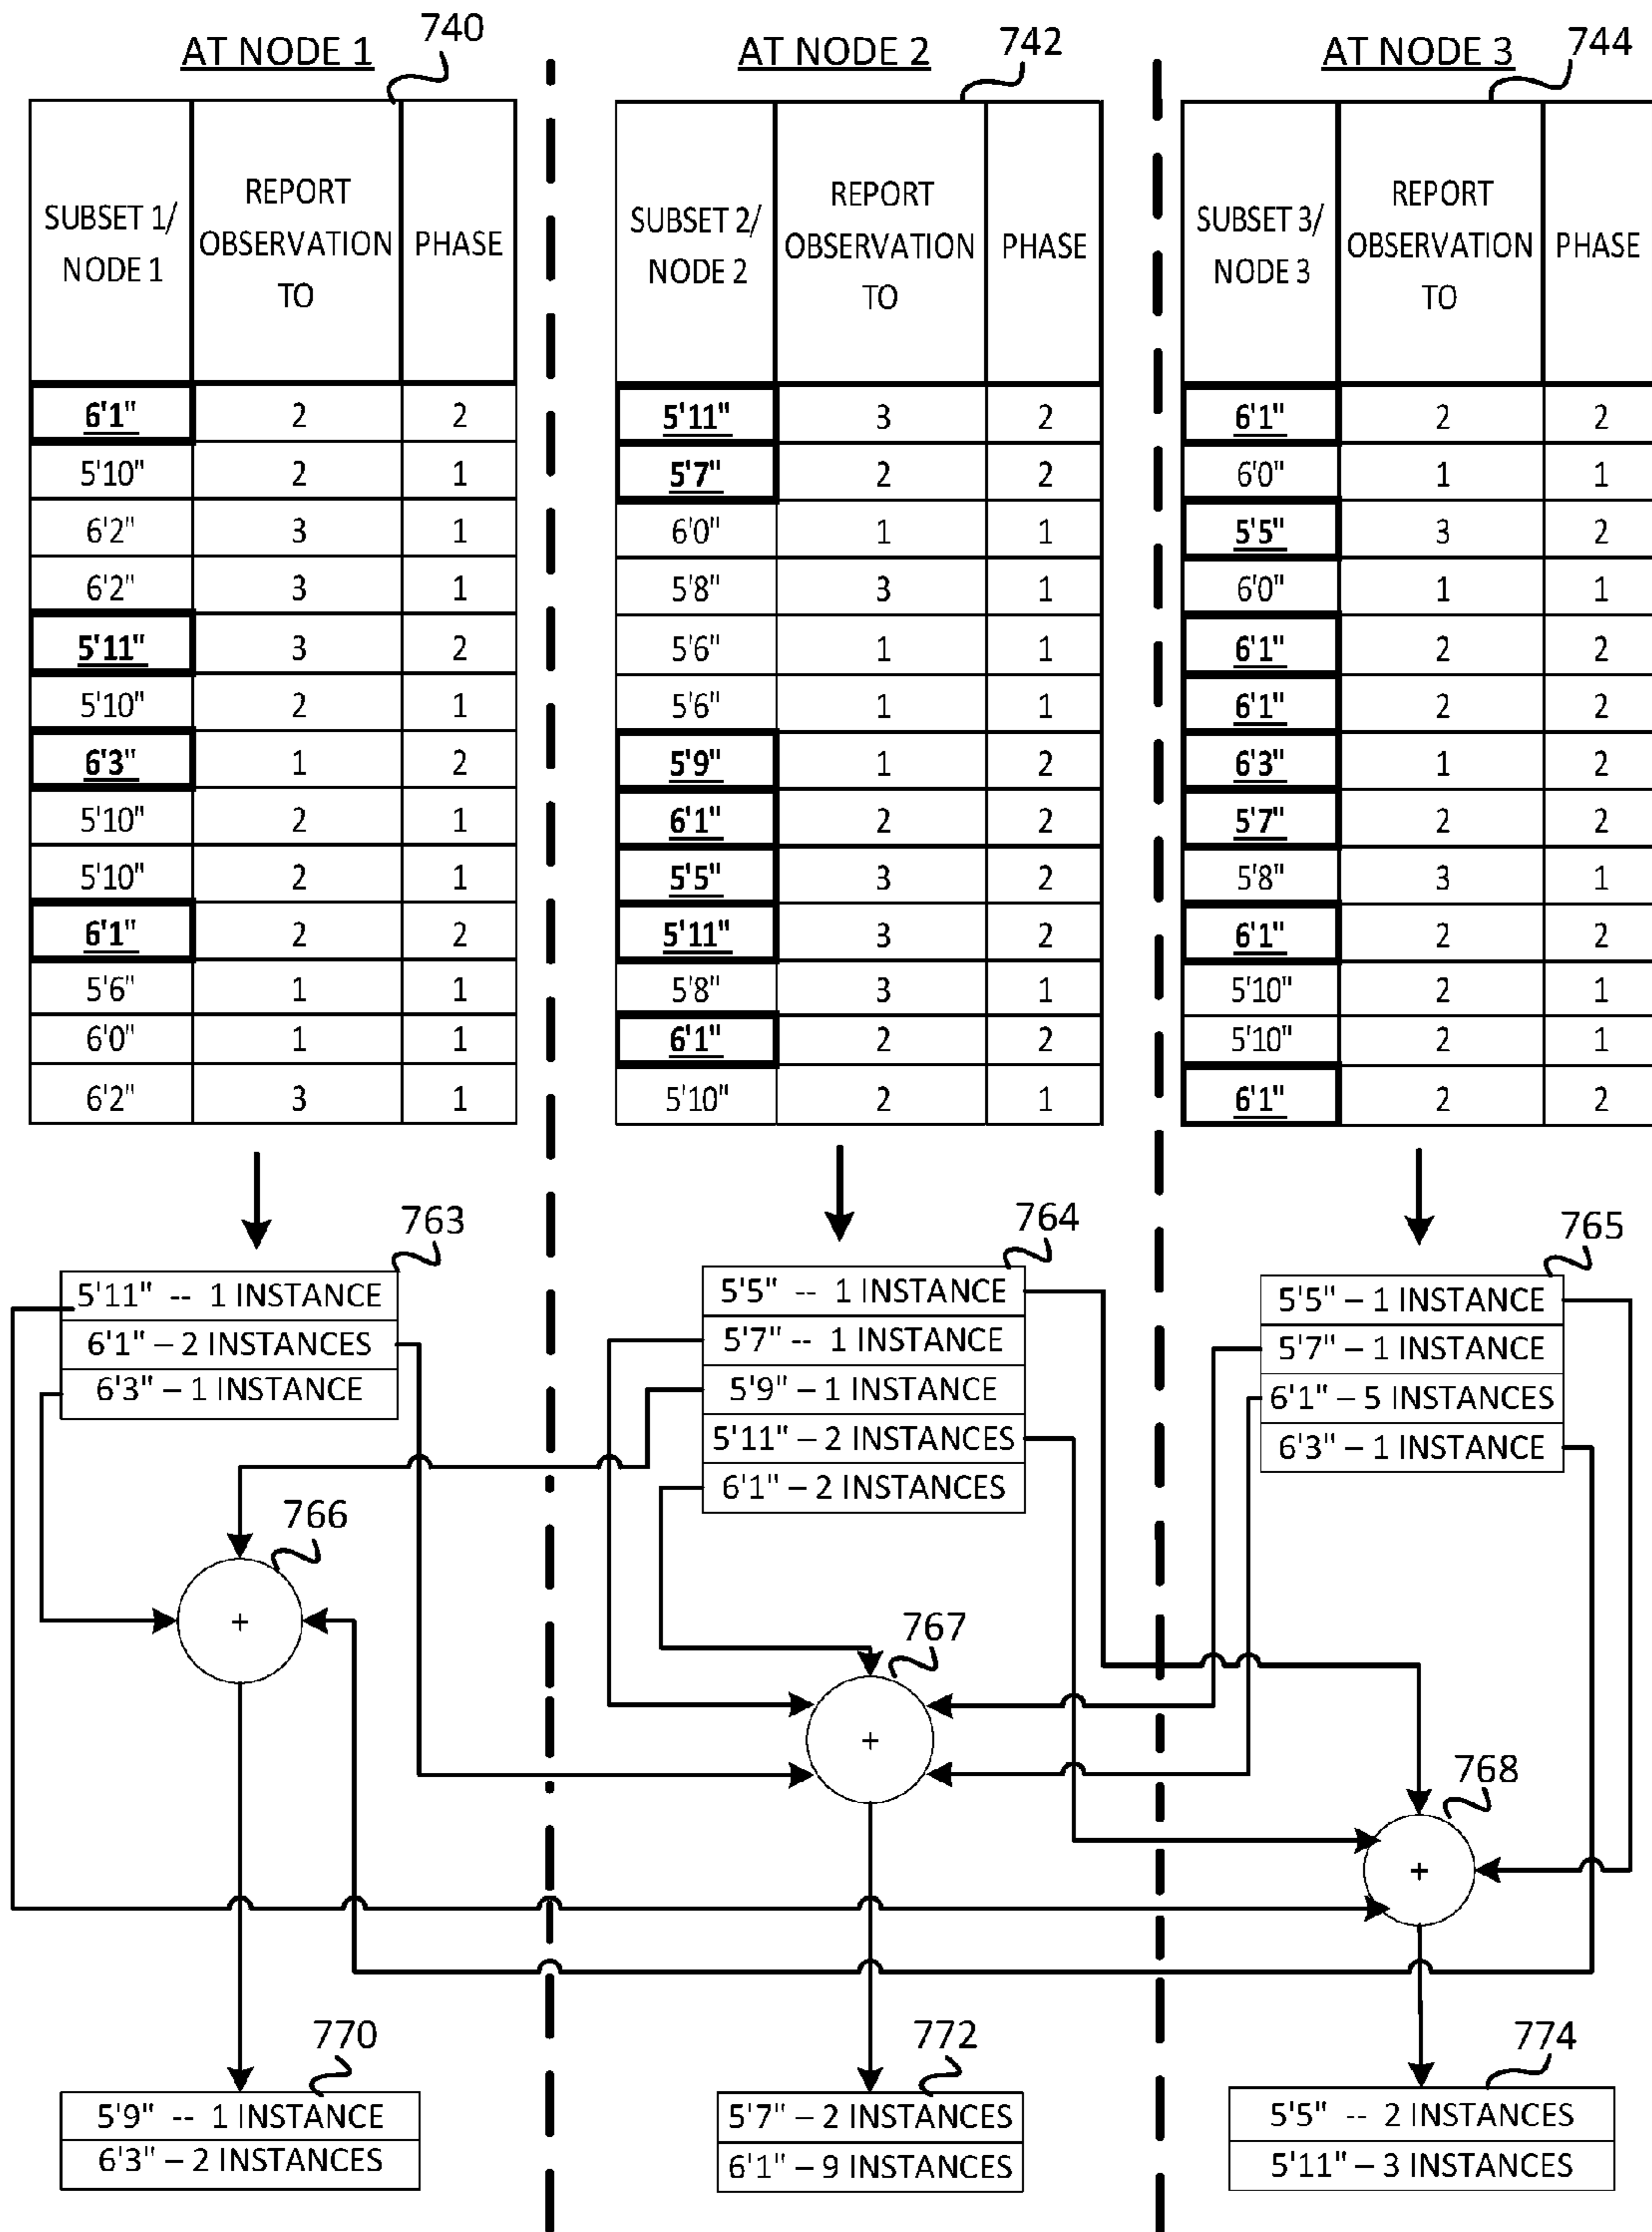 AT NODE 1
740
AT NODE 2
742
AT NODE 3
744
SUBSET 1/
NODE 1
REPORT
OBSERVATION
TO
PHASE
6'1" 2 2
5'10" 2 1
6'2" 3 1
6'2" 3 1
5'11" 3 2
5'10" 2 1
6'3" 1 2
5'10" 2 1
5'10" 2 1
6'1" 2 2
5'6" 1 1
6'0" 1 1
6'2" 3 1
SUBSET 2/
NODE 2
REPORT
OBSERVATION
TO
PHASE
5'11" 3 2
5'7" 2 2
6'0" 1 1
5'8" 3 1
5'6" 1 1
5'6" 1 1
5'9" 1 2
6'1" 2 2
5'5" 3 2
5'11" 3 2
5'8" 3 1
6'1" 2 2
5'10" 2 1
SUBSET 3/
NODE 3
REPORT
OBSERVATION
TO
PHASE
6'1" 2 2
6'0" 1 1
5'5" 3 2
6'0" 1 1
6'1" 2 2
6'1" 2 2
6'3" 1 2
5'7" 2 2
5'8" 3 1
6'1" 2 2
5'10" 2 1
5'10" 2 1
6'1" 2 2
763
5'11" -- 1 INSTANCE
6'1" – 2 INSTANCES
6'3" – 1 INSTANCE
764
5'5" -- 1 INSTANCE
5'7" -- 1 INSTANCE
5'9" – 1 INSTANCE
5'11" – 2 INSTANCES
6'1" – 2 INSTANCES
765
5'5" – 1 INSTANCE
5'7" – 1 INSTANCE
6'1" – 5 INSTANCES
6'3" – 1 INSTANCE
766
+
767
+
768
+
770
5'9" -- 1 INSTANCE
6'3" – 2 INSTANCES
772
5'7" – 2 INSTANCES
6'1" – 9 INSTANCES
774
5'5" -- 2 INSTANCES
5'11" – 3 INSTANCES